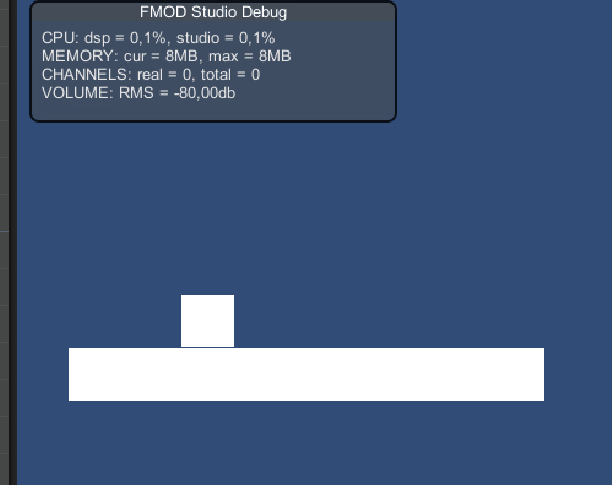 FMOD Studio Debug
CPU: dsp = 0,1%, studio = 0,1%
MEMORY: cur = 8MB, max = 8MB
CHANNELS: real = 0, total = 0
VOLUME: RMS = -80,00db